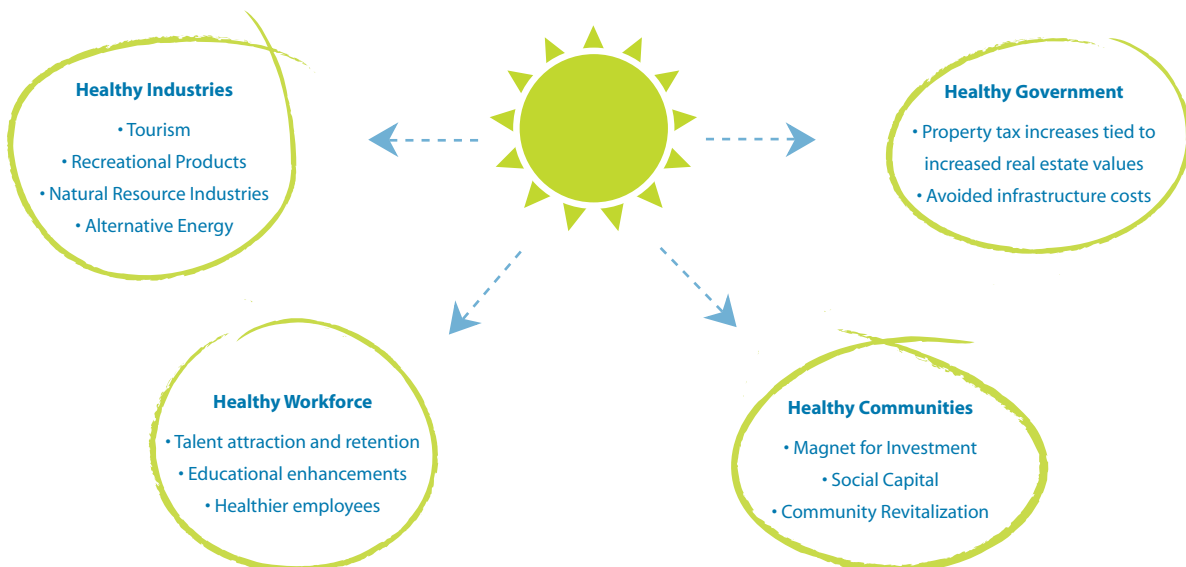 Healthy Industries
• Tourism
• Recreational Products
• Natural Resource Industries
• Alternative Energy
Healthy Government
• Property tax increases tied to
increased real estate values
• Avoided infrastructure costs
Healthy Workforce
• Talent attraction and retention
• Educational enhancements
• Healthier employees
Healthy Communities
• Magnet for Investment
• Social Capital
• Community Revitalization